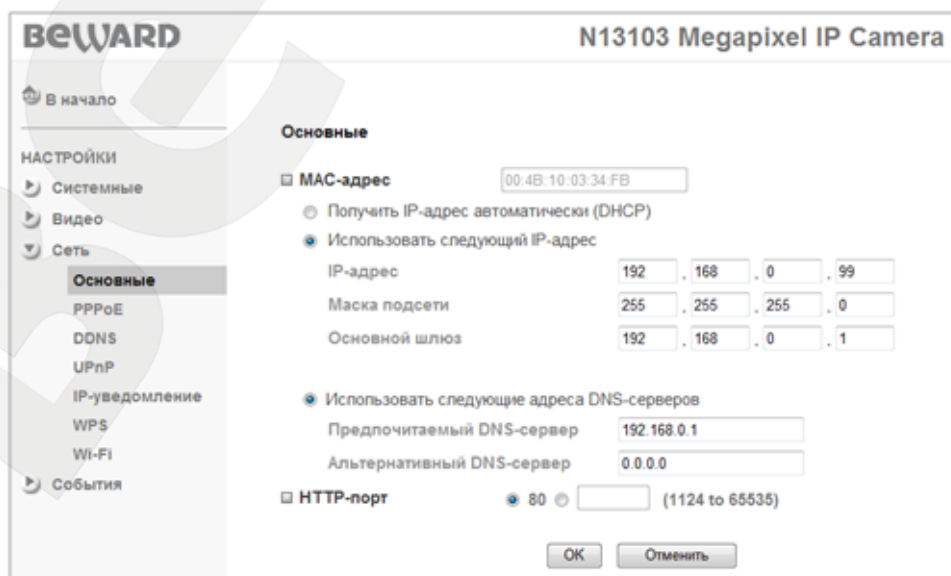 BEWARD
N13103 Megapixel IP Camera
В начало
НАСТРОЙКИ
Системные
Видео
Сеть
Основные
PPPoE
DDNS
UPnP
IP-уведомление
WPS
Wi-Fi
События
Основные
MAC-адрес 00:4B:10:03:34:FB
Получить IP-адрес автоматически (DHCP)
Использовать следующий IP-адрес
IP-адрес 192 . 168 . 0 . 99
Маска подсети 255 . 255 . 255 . 0
Основной шлюз 192 . 168 . 0 . 1
Использовать следующие адреса DNS-серверов
Предпочитаемый DNS-сервер 192.168.0.1
Альтернативный DNS-сервер 0.0.0.0
HTTP-порт 80 (1124 to 65535)
OK Отменить